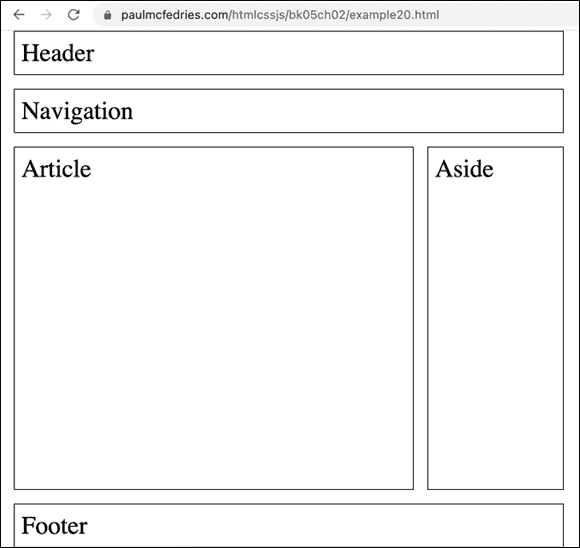 paulmcfedries.com/htmlcssjs/bk05ch02/example20.html
Header
Navigation
Article
Aside
Footer